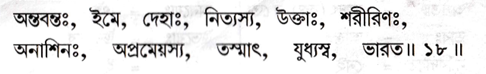 অন্তবন্তঃ, ইমে, দেহাঃ, নিত্যস্য, উক্তাঃ, শরীরিণঃ,
অনাশিনঃ, অপ্রমেয়স্য, তস্মাৎ, যুধ্যস্ব, ভারত॥ ১৮ ॥